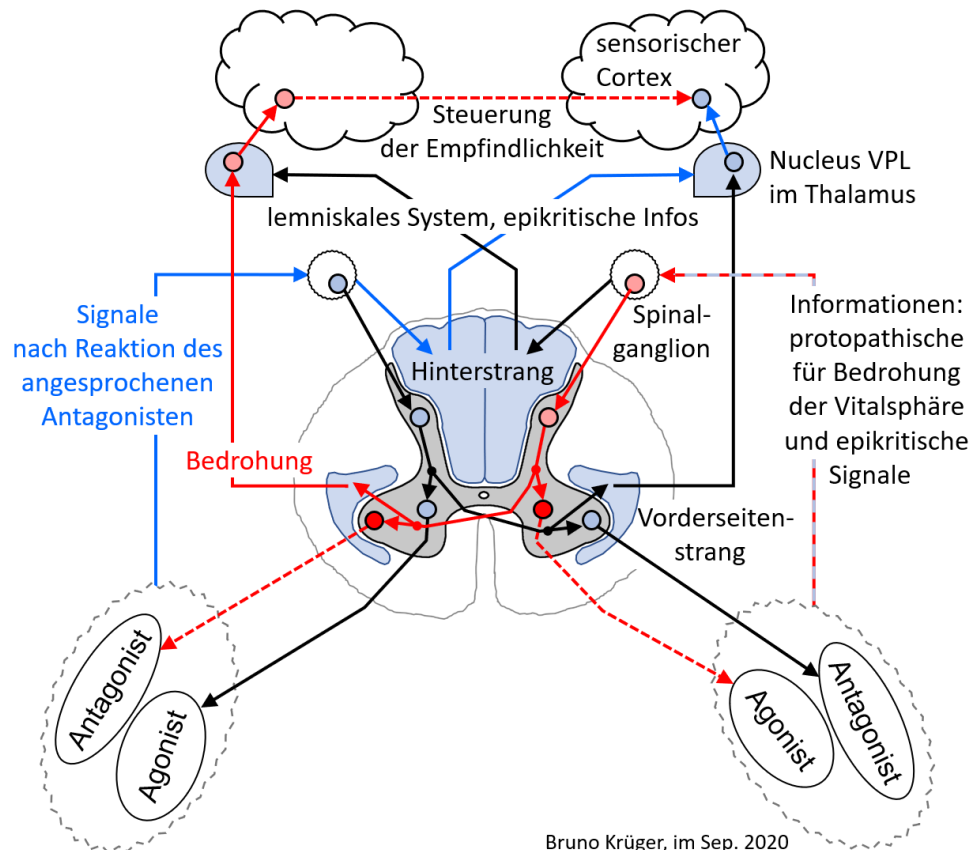 sensorischer
Cortex
Steuerung
der Empfindlichkeit
Nucleus VPL
im Thalamus
lemniskales System, epikritische Infos
Signale
nach Reaktion des
angesprochenen
Antagonisten
Spinal-
ganglion
Informationen:
protopathische
für Bedrohung
der Vitalsphäre
und epikritische
Signale
Hinterstrang
Bedrohung
Vorderseiten-
strang
Antagonist
Agonist
Agonist
Antagonist
Bruno Krüger, im Sep. 2020